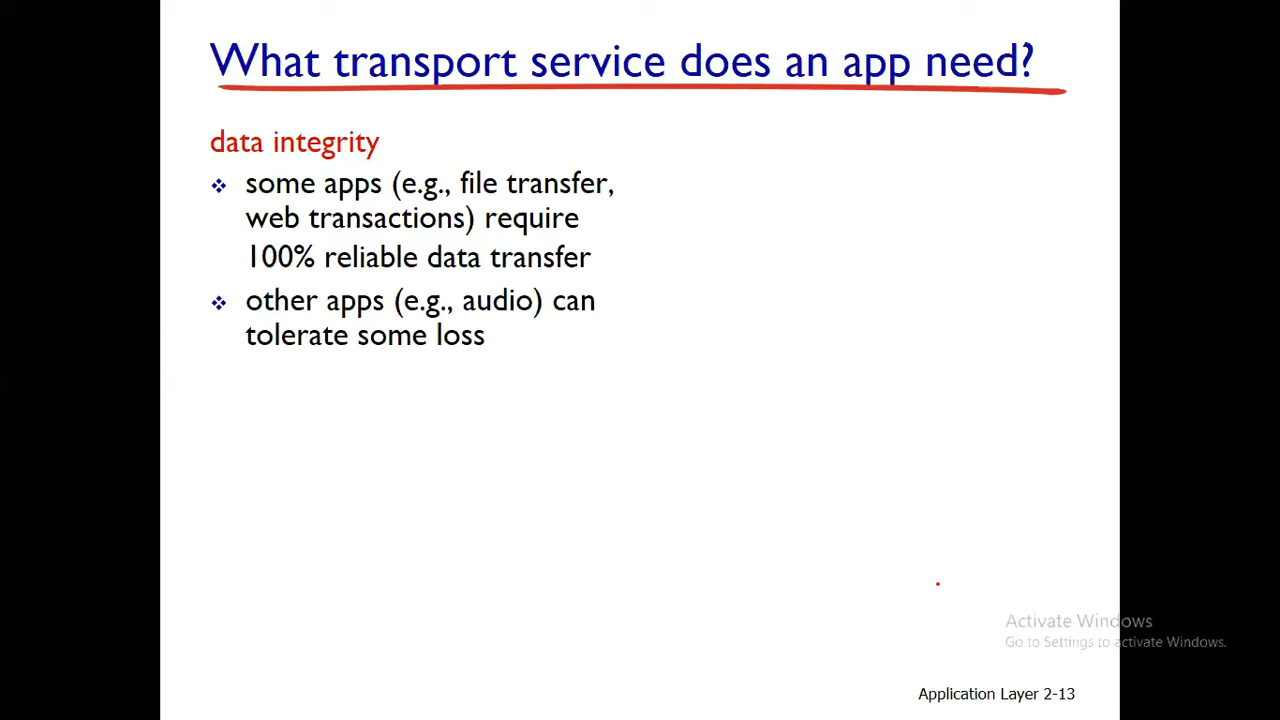 What transport service does an app need?
data integrity
❖ some apps (e.g., file transfer,
web transactions) require
100% reliable data transfer
❖ other apps (e.g., audio) can
tolerate some loss
Activate Windows
Go to Settings to activate Windows.
Application Layer 2-13